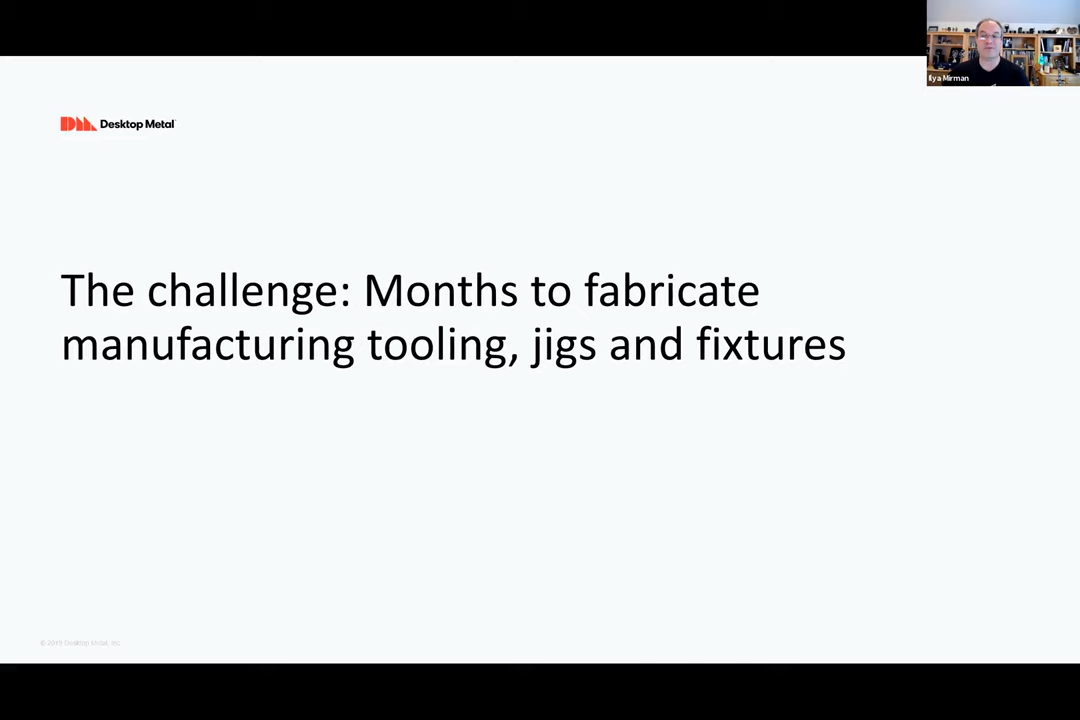 Ilya Mirman
Desktop Metal
The challenge: Months to fabricate
manufacturing tooling, jigs and fixtures
© 2019 Desktop Metal, Inc.